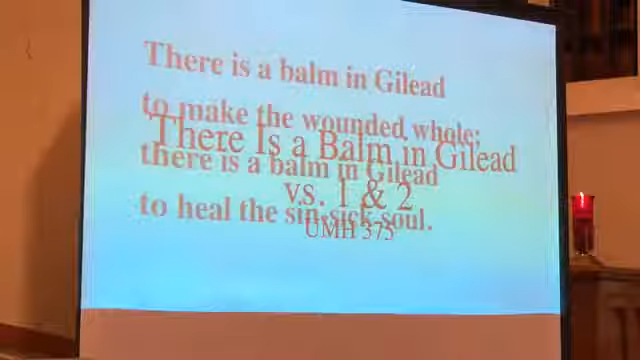 There is a balm in Gilead
to make the wounded whole;
There Is a Balm in Gilead
there is a balm in Gilead
vs. 1 & 2
to heal the sin-sick soul.
UMH 375